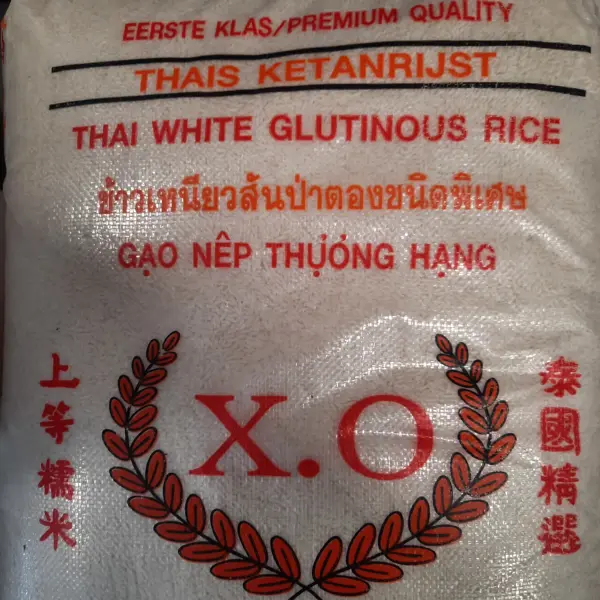 EERSTE KLAS/PREMIUM QUALITY
THAIS KETANRIJST
THAI WHITE GLUTINOUS RICE
ข้าวเหนียวสันป่าตองชนิดพิเศษ
GẠO NÊP THỰỎNG HẠNG
上等糯米
X.O
泰國精選